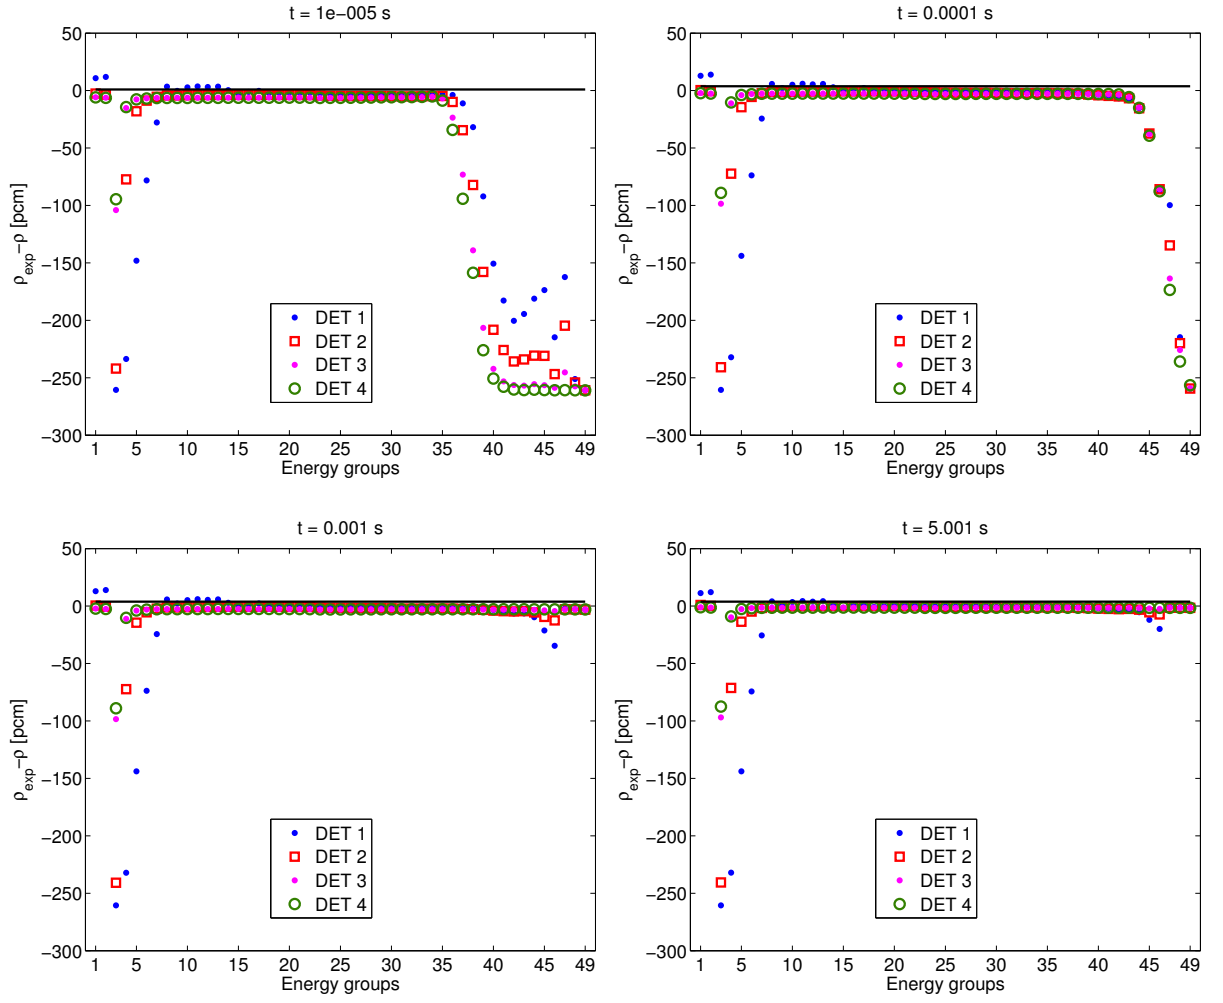 t = 1e−005 s
50
0
−50
−100
−150
−200
−250
−300
ρexp−ρ [pcm]
DET 1
DET 2
DET 3
DET 4
1 5 10 15 20 25 30 35 40 45 49
Energy groups
t = 0.0001 s
50
0
−50
−100
−150
−200
−250
−300
ρexp−ρ [pcm]
DET 1
DET 2
DET 3
DET 4
1 5 10 15 20 25 30 35 40 45 49
Energy groups
t = 0.001 s
50
0
−50
−100
−150
−200
−250
−300
ρexp−ρ [pcm]
DET 1
DET 2
DET 3
DET 4
1 5 10 15 20 25 30 35 40 45 49
Energy groups
t = 5.001 s
50
0
−50
−100
−150
−200
−250
−300
ρexp−ρ [pcm]
DET 1
DET 2
DET 3
DET 4
1 5 10 15 20 25 30 35 40 45 49
Energy groups